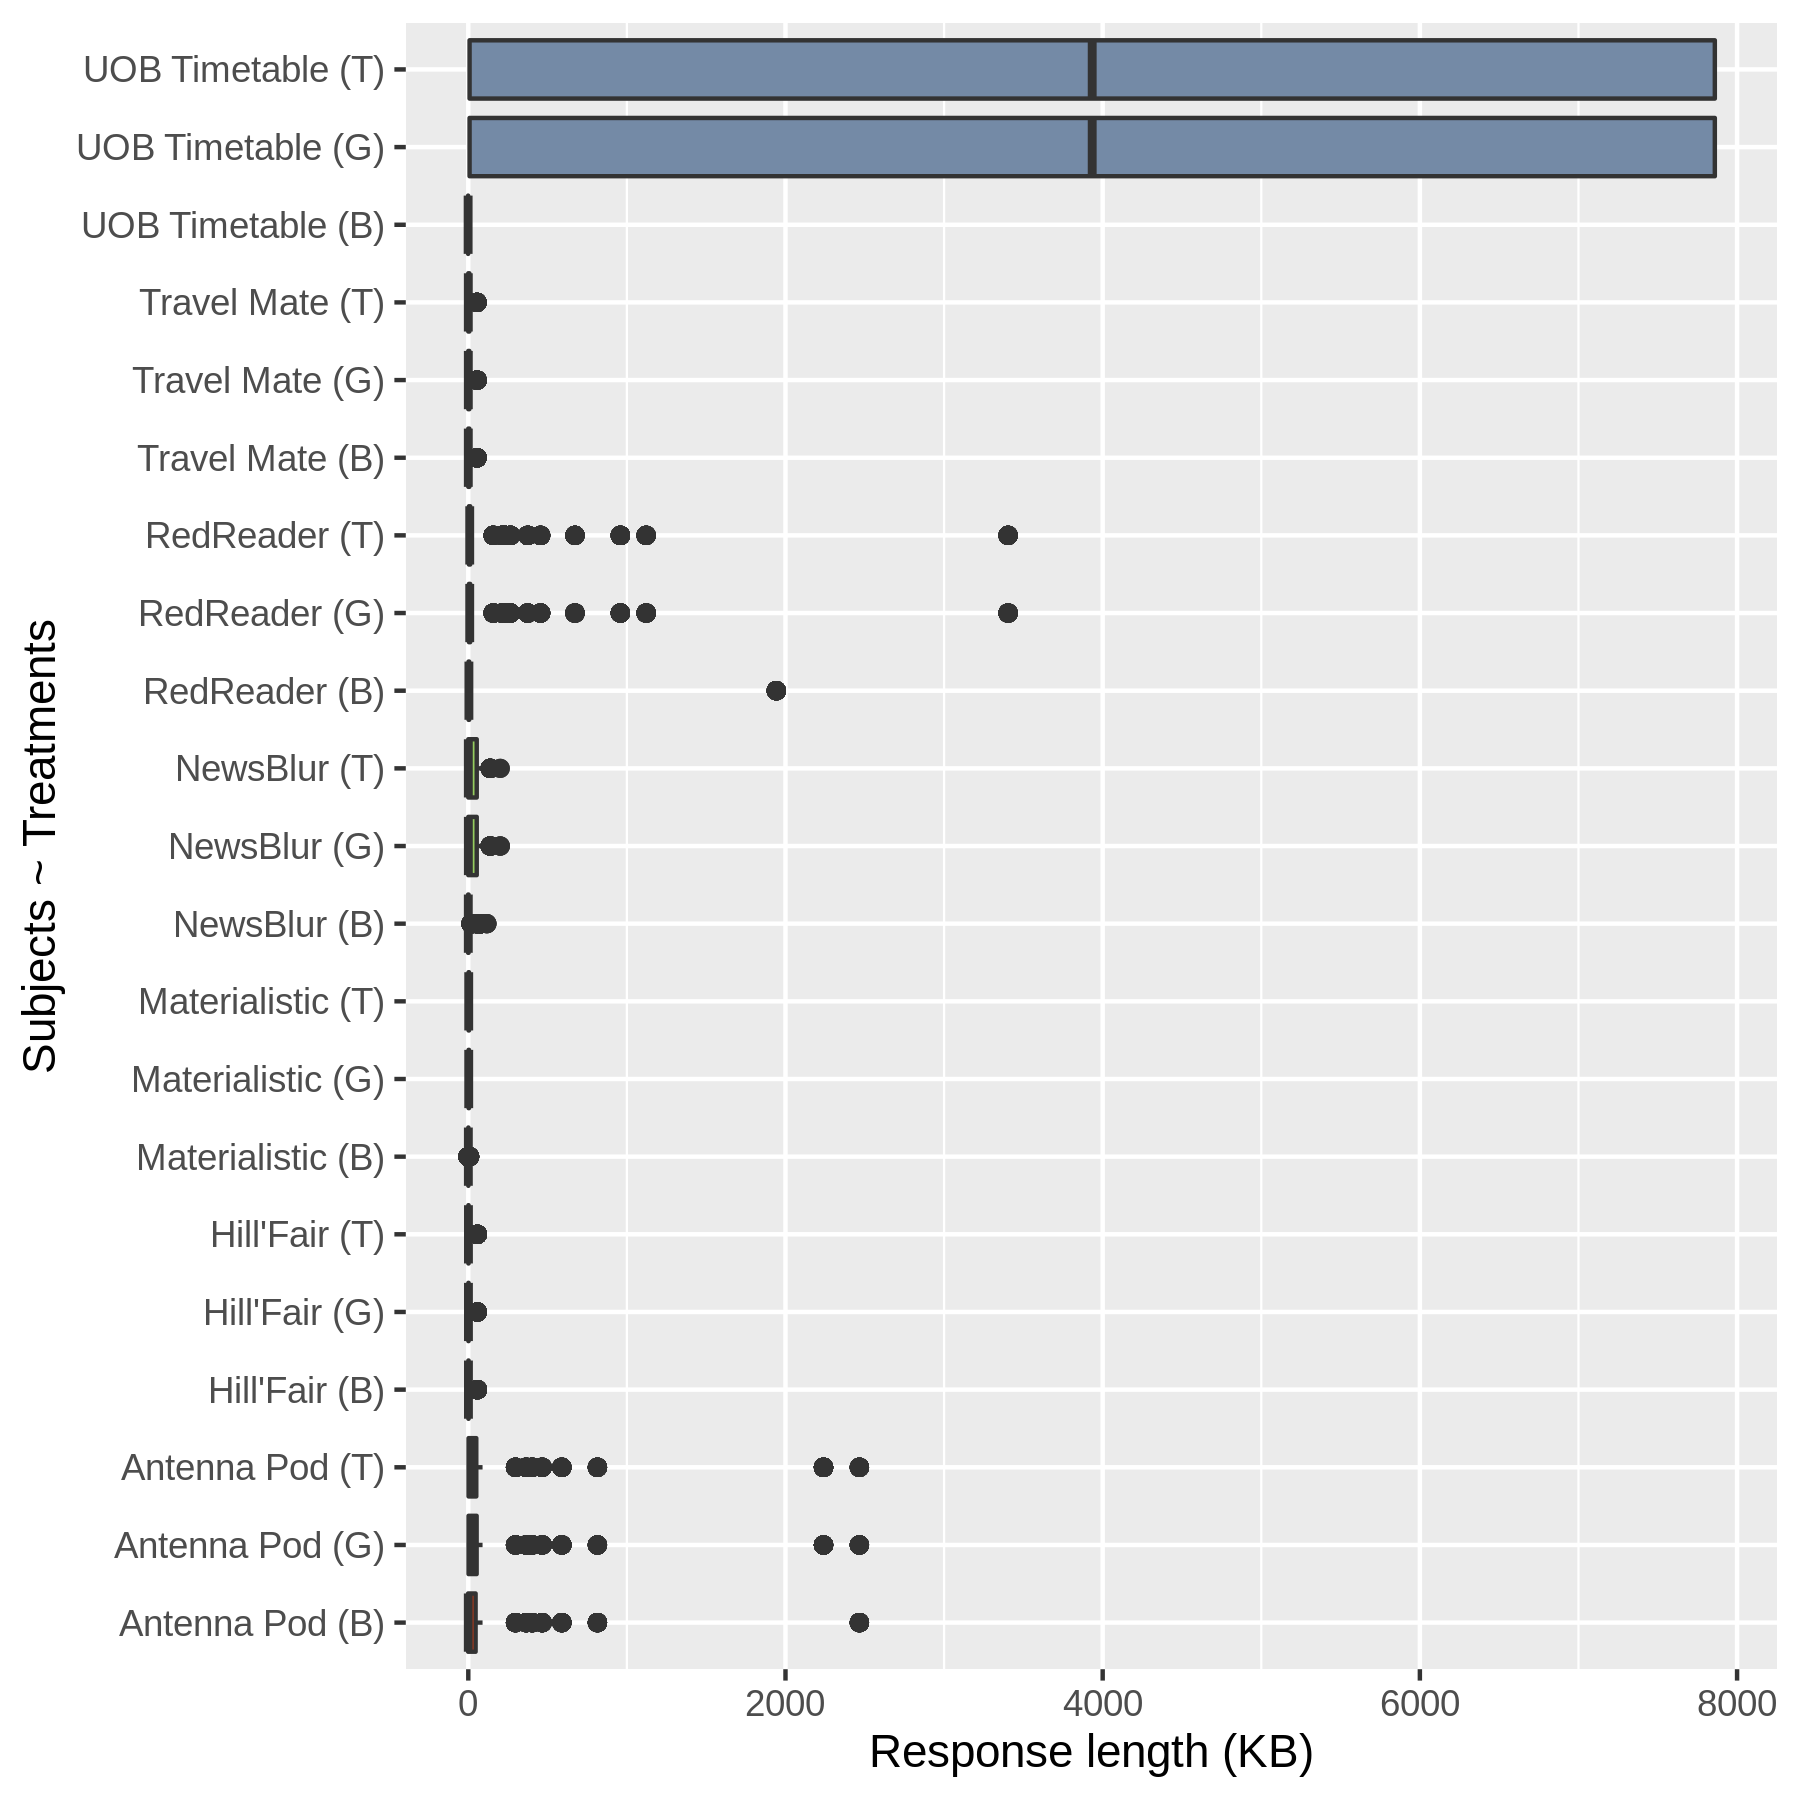 UOB Timetable (T)
UOB Timetable (G)
UOB Timetable (B)
Travel Mate (T)
Travel Mate (G)
Travel Mate (B)
RedReader (T)
RedReader (G)
RedReader (B)
NewsBlur (T)
NewsBlur (G)
NewsBlur (B)
Materialistic (T)
Materialistic (G)
Materialistic (B)
Hill'Fair (T)
Hill'Fair (G)
Hill'Fair (B)
Antenna Pod (T)
Antenna Pod (G)
Antenna Pod (B)
Subjects ~ Treatments
0 2000 4000 6000 8000
Response length (KB)